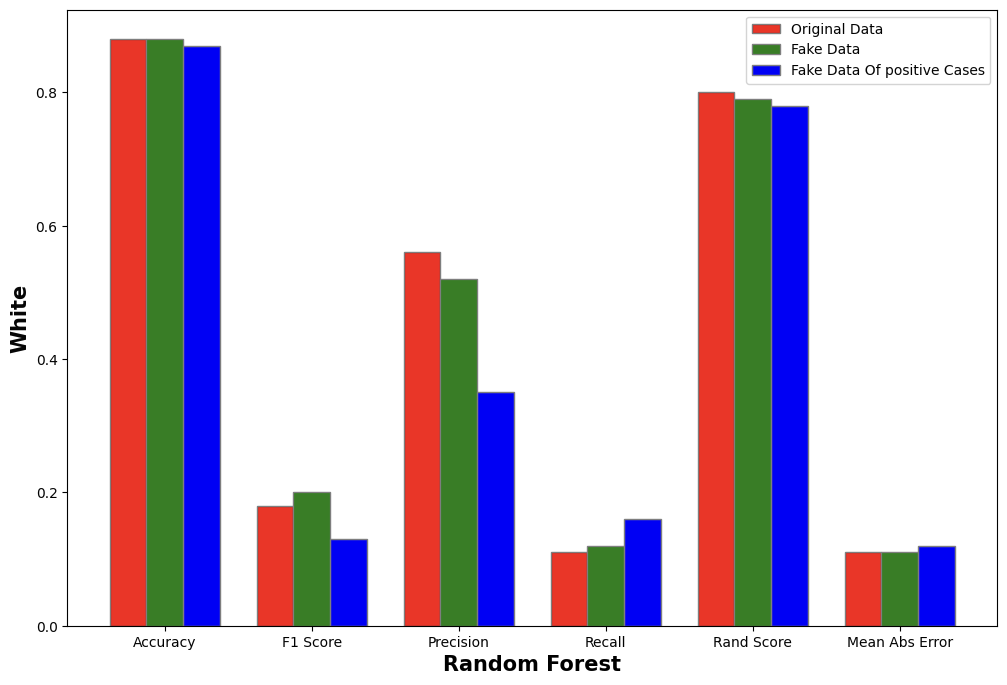 Original Data
Fake Data
Fake Data Of positive Cases
0.8
0.6
0.4
0.2
0.0
White
Accuracy F1 Score Precision Recall Rand Score Mean Abs Error
Random Forest